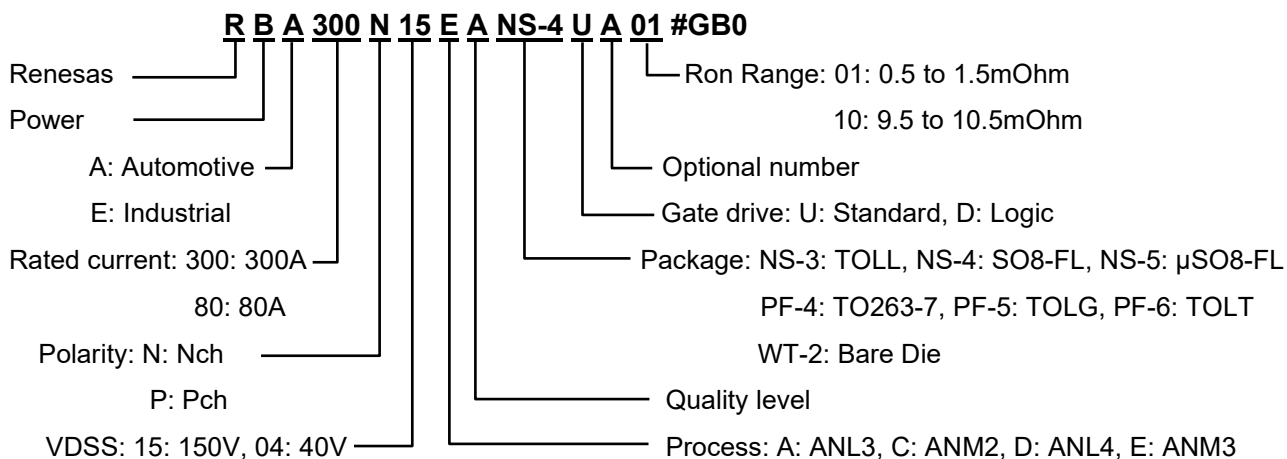 R B A 300 N 15 E A NS-4 U A 01 #GB0
Renesas
Ron Range: 01: 0.5 to 1.5mOhm
Power
10: 9.5 to 10.5mOhm
A: Automotive
Optional number
E: Industrial
Gate drive: U: Standard, D: Logic
Rated current: 300: 300A
Package: NS-3: TOLL, NS-4: SO8-FL, NS-5: µSO8-FL
80: 80A
PF-4: TO263-7, PF-5: TOLG, PF-6: TOLT
Polarity: N: Nch
WT-2: Bare Die
P: Pch
Quality level
VDSS: 15: 150V, 04: 40V
Process: A: ANL3, C: ANM2, D: ANL4, E: ANM3